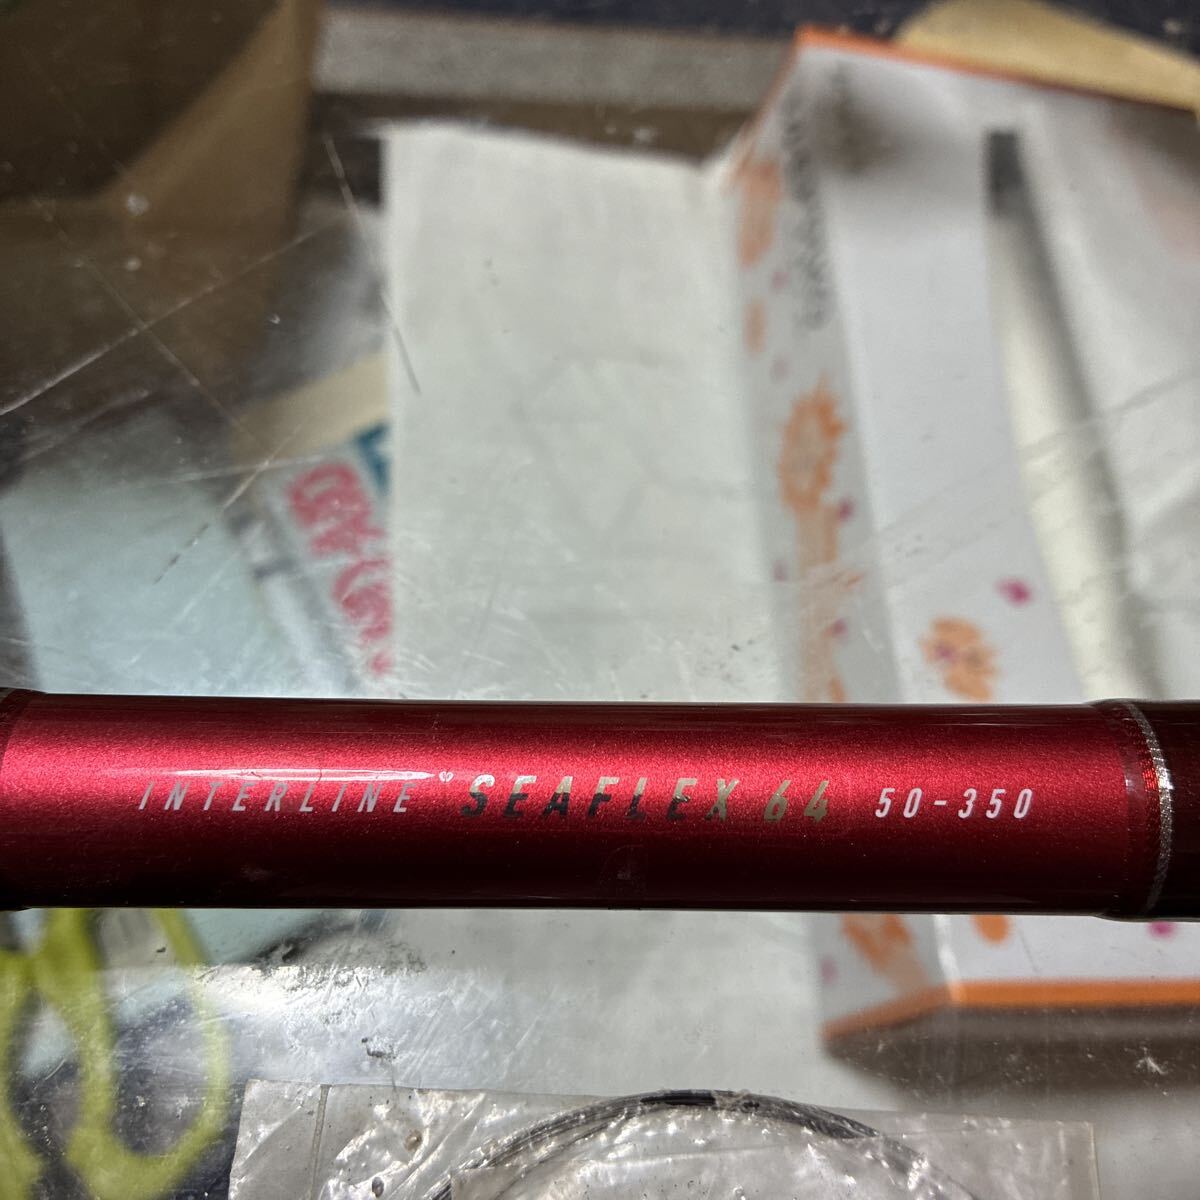 INTERLINE SEAFLEX 64 50-350